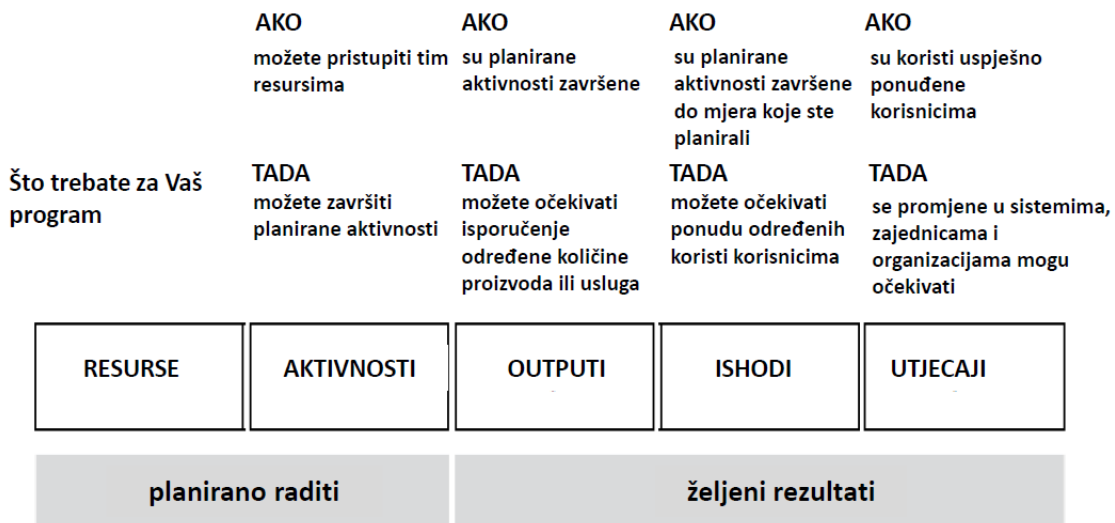 Što trebate za Vaš
program
AKO
možete pristupiti tim
resursima
TADA
možete završiti
planirane aktivnosti
AKO
su planirane
aktivnosti završene
TADA
možete očekivati
isporučenje
određene količine
proizvoda ili usluga
AKO
su planirane
aktivnosti završene
do mjera koje ste
planirali
TADA
možete očekivati
ponudu određenih
koristi korisnicima
AKO
su koristi uspješno
ponuđene
korisnicima
TADA
se promjene u sistemima,
zajednicama i
organizacijama mogu
očekivati
RESURSE
AKTIVNOSTI
OUTPUTI
ISHODI
UTJECAJI
planirano raditi
željeni rezultati